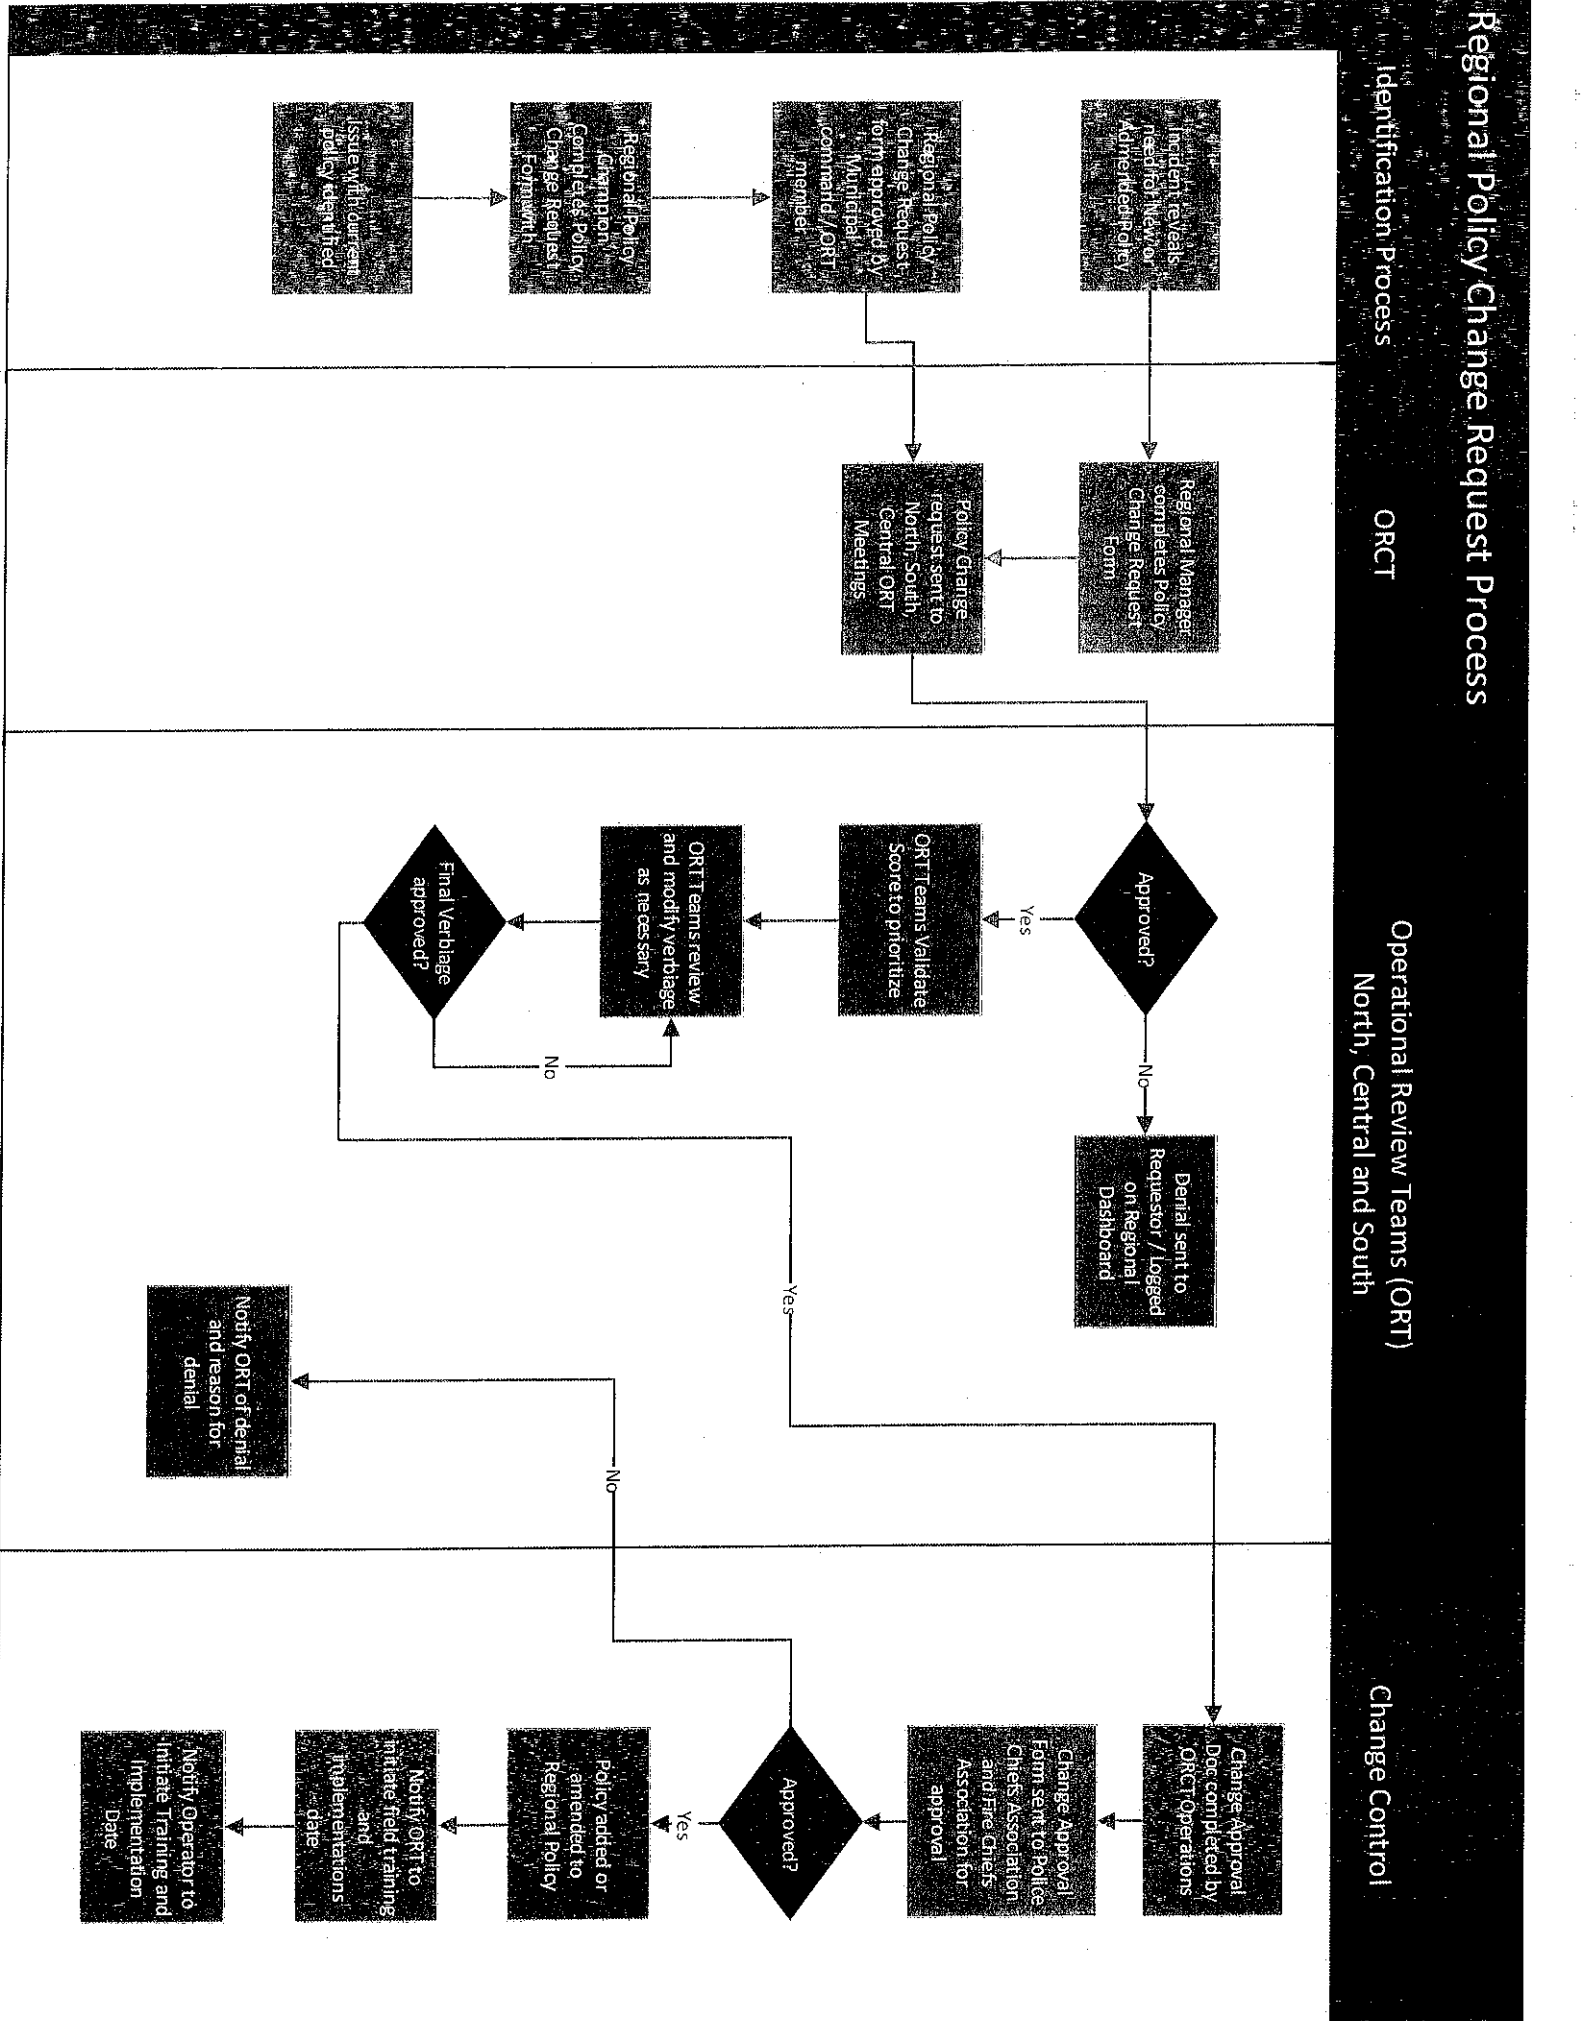 Regional Policy Change Request Process
Identification Process
Incident reveals
need for New or
Admended Policy
Regional Policy
Change Request
form approved by
Municipal
Command / ORT
member
Regional Policy
Champion
Completes Policy
Change Request
Form with
Issue with current
policy identified
ORCT
Regional Manager
completes Policy
Change Request
Form
Policy Change
request sent to
North, South,
Central ORT
Meetings
Operational Review Teams (ORT)
North, Central and South
Approved?
No
Denial sent to
Requestor / Logged
on Regional
Dashboard
Yes
ORT Teams Validate
Score to prioritize
ORT Teams review
and modify verbiage
as necessary
Final Verbiage
approved?
No
Yes
Notify ORT of denial
and reason for
denial
No
Change Control
Change Approval
Doc completed by
ORCT Operations
Change Approval
Form sent to Police
Chiefs Association
and Fire Chiefs
Association for
approval
Approved?
Yes
Policy added or
amended to
Regional Policy
Notify ORT to
initiate field training
and
implementations
date
Notify Operator to
Initiate Training and
Implementation
Date